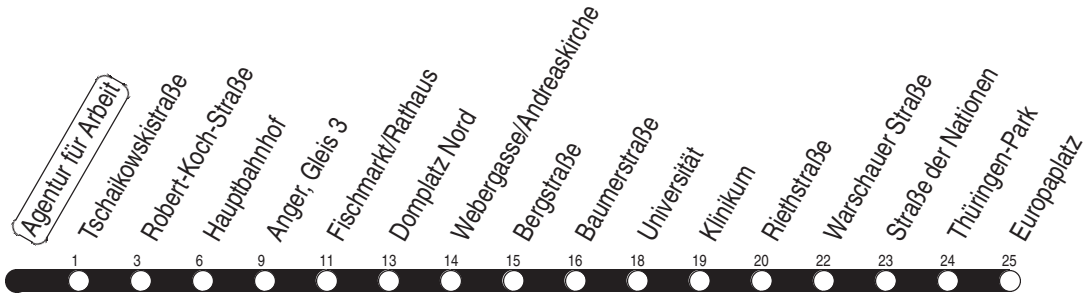 Agentur für Arbeit
Tschaikowskistraße
Robert-Koch-Straße
Hauptbahnhof
Anger, Gleis 3
Fischmarkt/Rathaus
Domplatz Nord
Webergasse/Andreaskirche
Bergstraße
Baumerstraße
Universität
Klinikum
Riethstraße
Warschauer Straße
Straße der Nationen
Thüringen-Park
Europaplatz
1 3 6 9 11 13 14 15 16 18 19 20 22 23 24 25